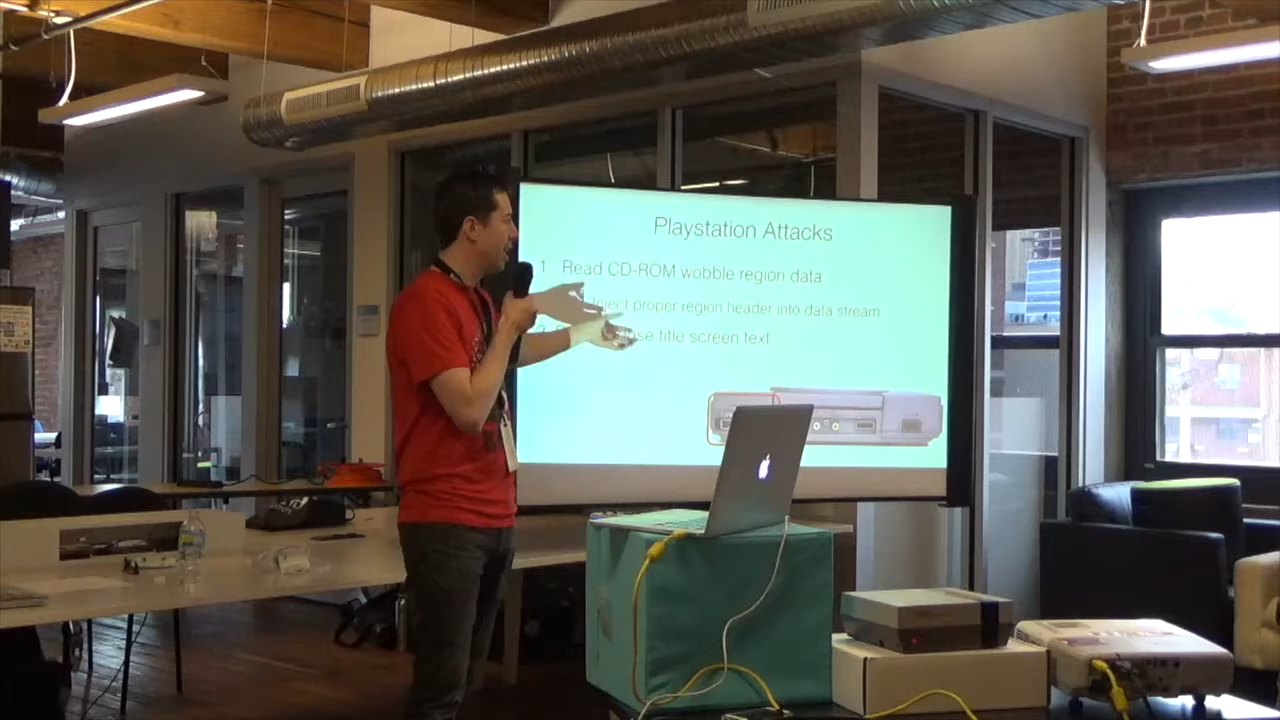 Playstation Attacks
1 Read CD-ROM wobble region data
Inject proper region header into data stream
title screen text